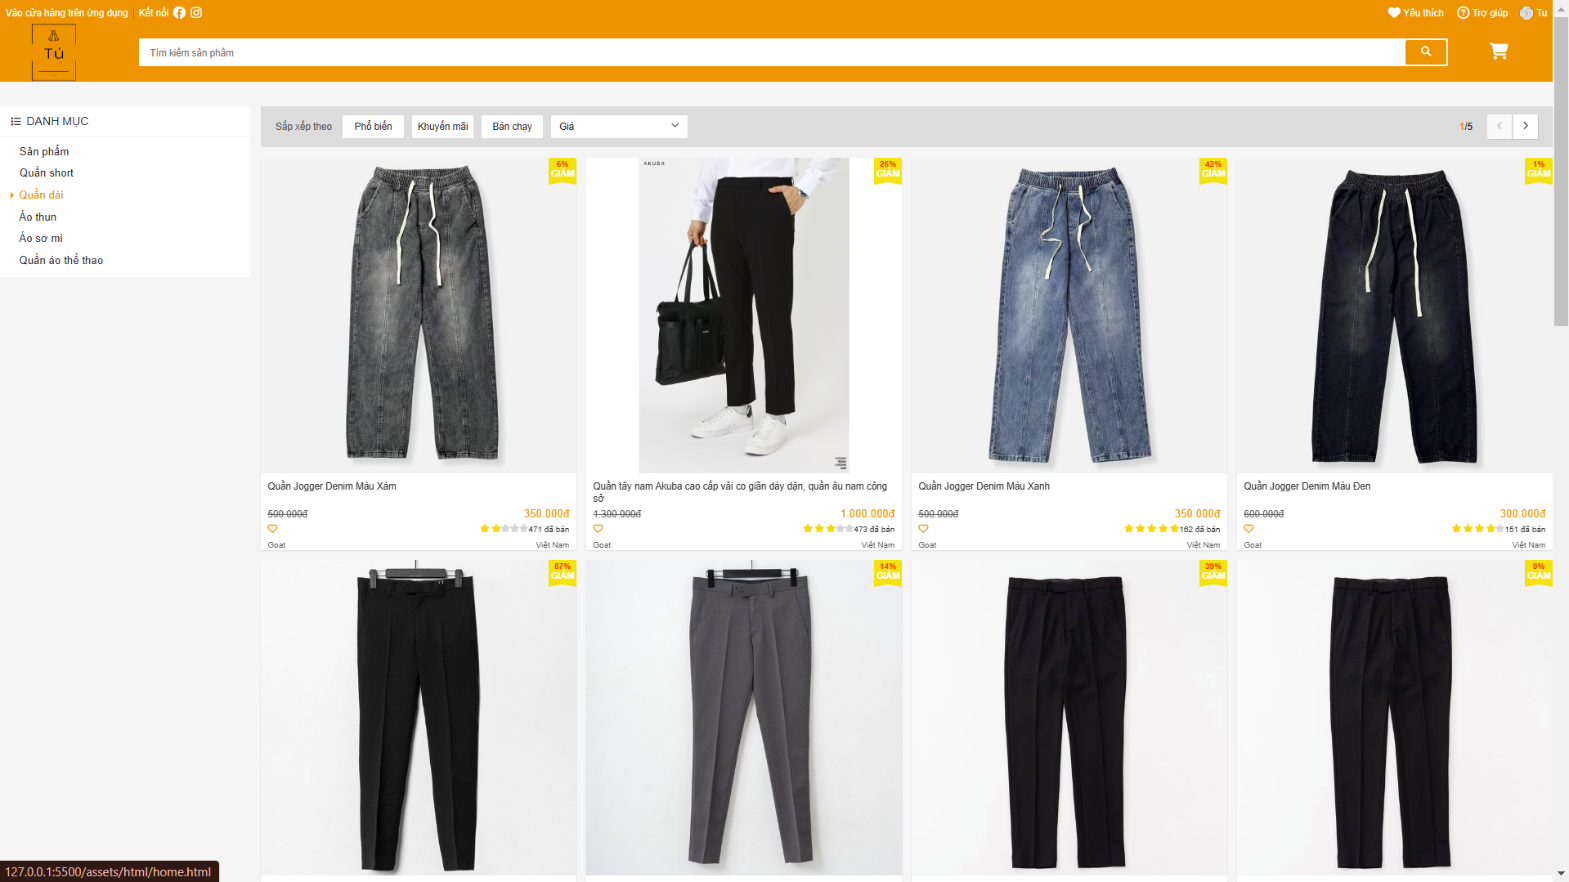 Vào cửa hàng trên ứng dụng
Kết nối
Yêu thích
Trợ giúp
Tu
Tú
Tìm kiếm sản phẩm
DANH MỤC
Sản phẩm
Quần short
Quần dài
Áo thun
Áo sơ mi
Quần áo thể thao
Sắp xếp theo
Phổ biến
Khuyến mãi
Bán chạy
Giá
1/5
6%
GIẢM
AKUBA
26%
GIẢM
42%
GIẢM
1%
GIẢM
Quần Jogger Denim Màu Xám
500.000đ
350.000đ
471 đã bán
Goat
Việt Nam
Quần tây nam Akuba cao cấp vải co giãn dày dặn, quần âu nam công
sở
1.300.000đ
1.000.000đ
473 đã bán
Goat
Việt Nam
Quần Jogger Denim Màu Xanh
500.000đ
350.000đ
162 đã bán
Goat
Việt Nam
Quần Jogger Denim Màu Đen
600.000đ
300.000đ
151 đã bán
Goat
Việt Nam
87%
GIẢM
14%
GIẢM
39%
GIẢM
9%
GIẢM
127.0.0.1:5500/assets/html/home.html